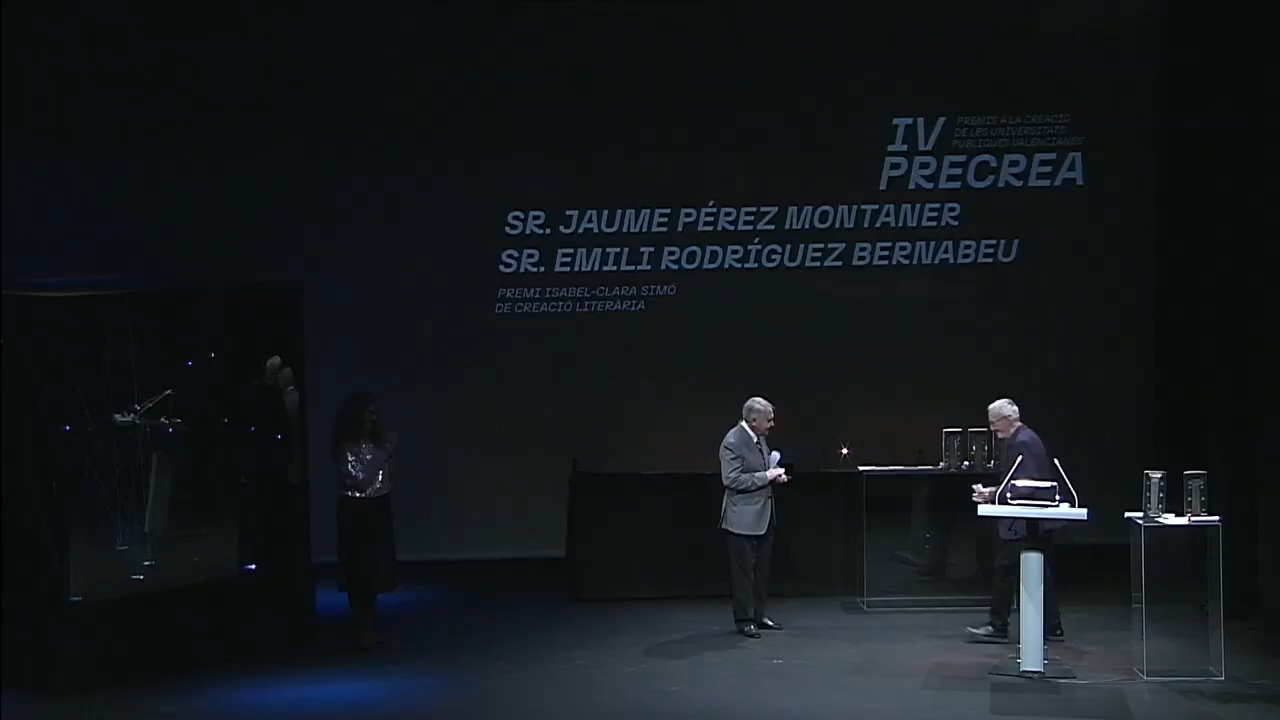 IV
PREMIS A LA CREACIÓ
DE LES UNIVERSITATS
PÚBLIQUES VALENCIANES
PRECREA
SR. JAUME PÉREZ MONTANER
SR. EMILI RODRÍGUEZ BERNABEU
PREMI ISABEL-CLARA SIMÓ
DE CREACIÓ LITERÀRIA